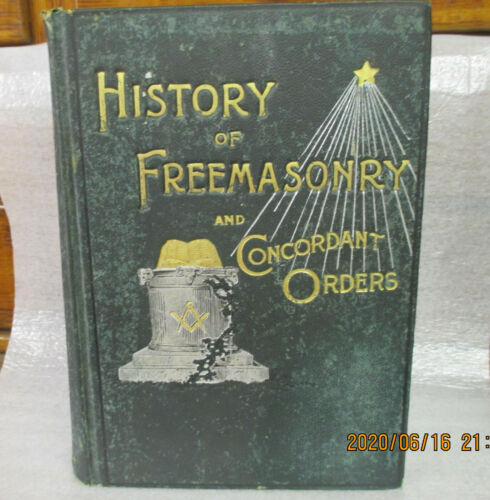 HISTORY
OF
FREEMASONRY
AND
CONCORDANT
ORDERS
2020/06/16 21: